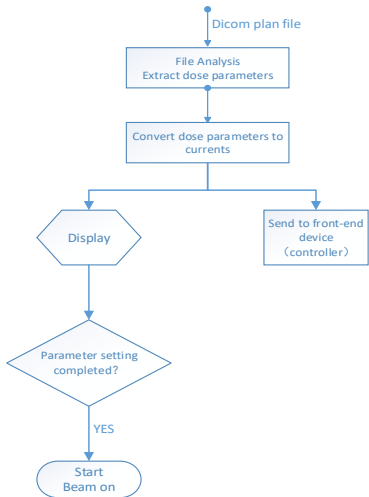 Dicom plan file
File Analysis
Extract dose parameters
Convert dose parameters to
currents
Display
Send to front-end
device
（controller）
Parameter setting
completed?
YES
Start
Beam on